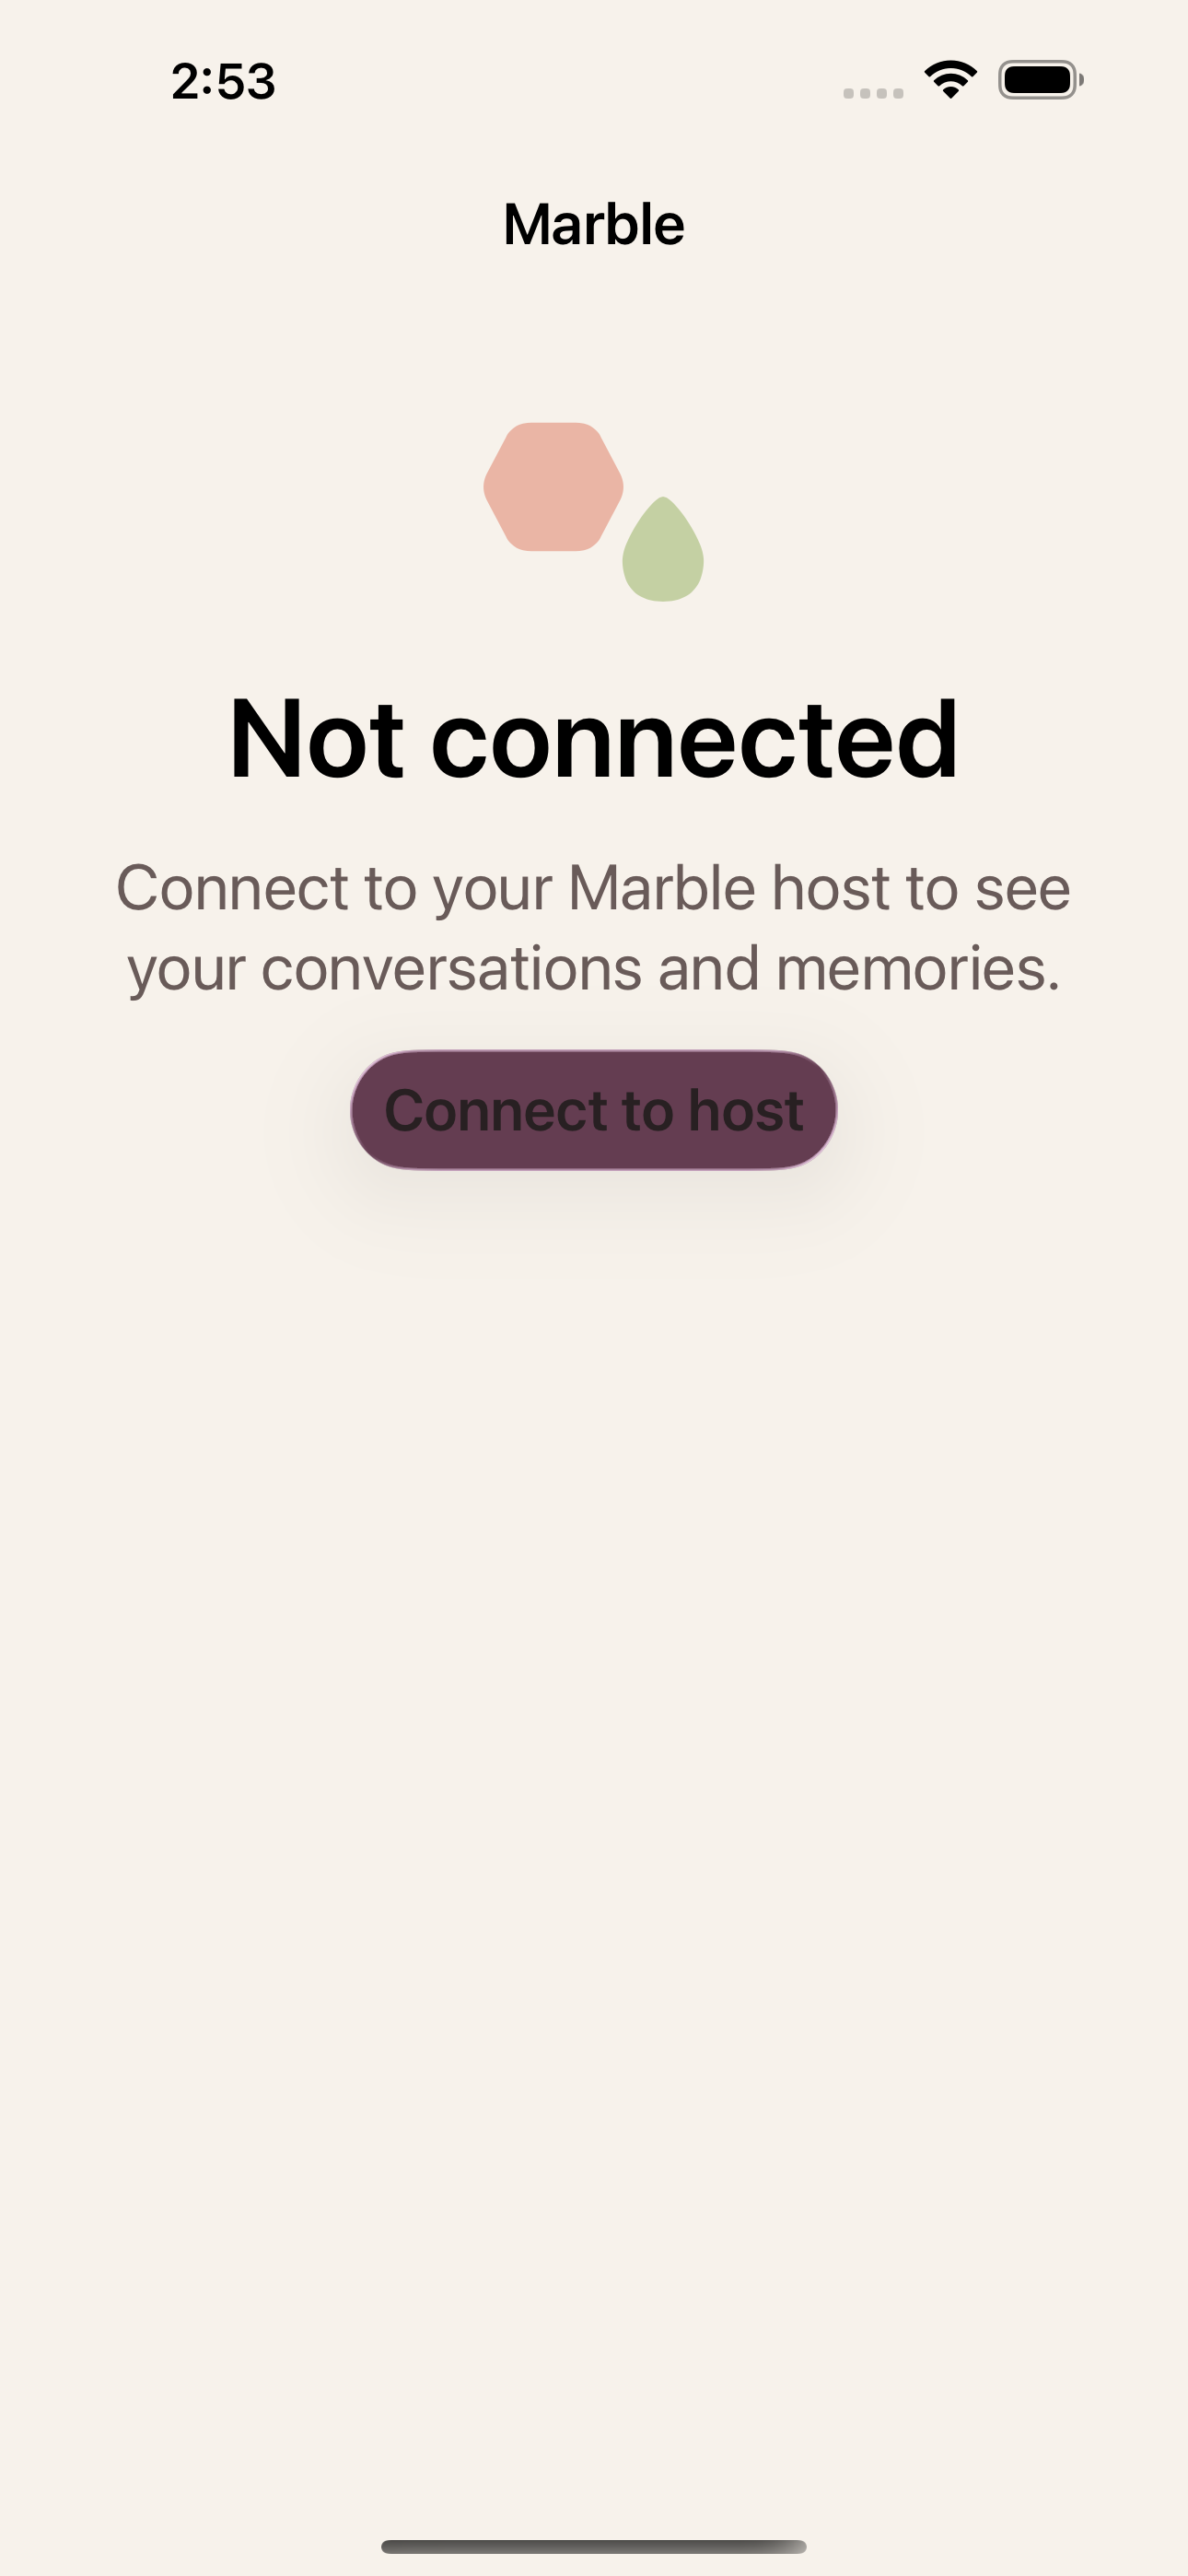 2:53
Marble
Not connected
Connect to your Marble host to see
your conversations and memories.
Connect to host